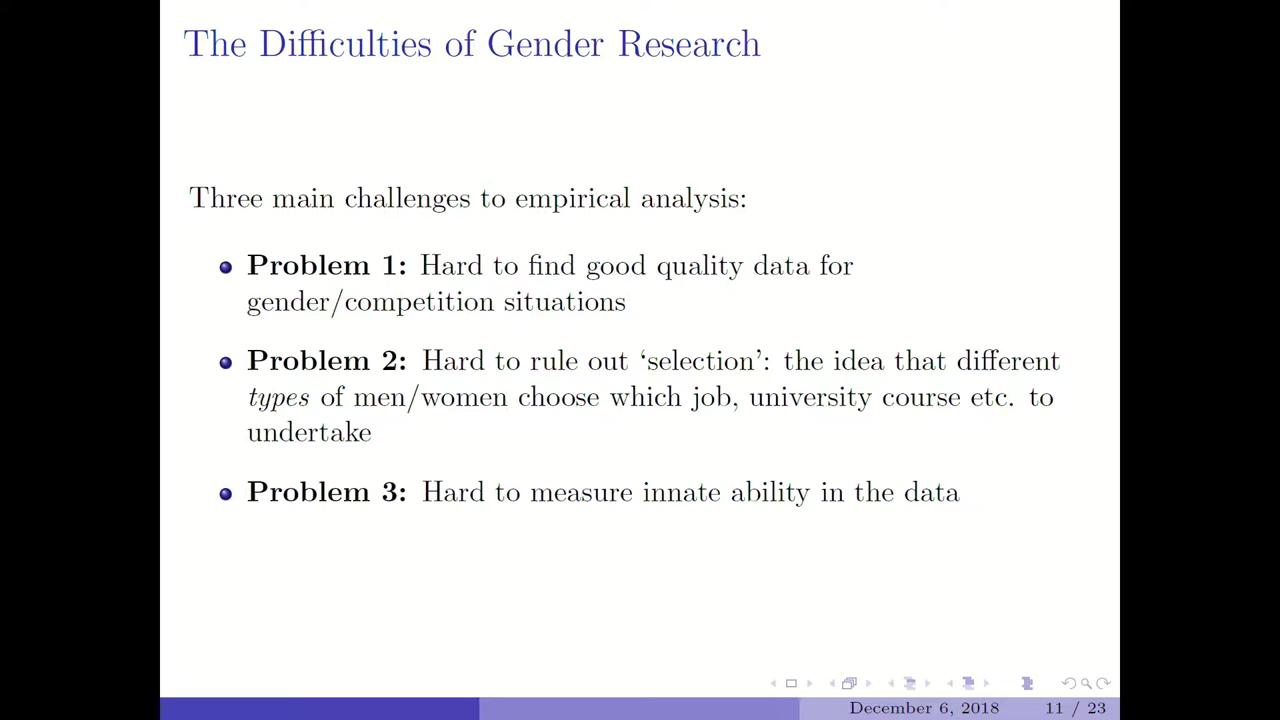 The Difficulties of Gender Research
Three main challenges to empirical analysis:
Problem 1: Hard to find good quality data for
gender/competition situations
Problem 2: Hard to rule out ‘selection’: the idea that different
types of men/women choose which job, university course etc. to
undertake
Problem 3: Hard to measure innate ability in the data
December 6, 2018 11 / 23